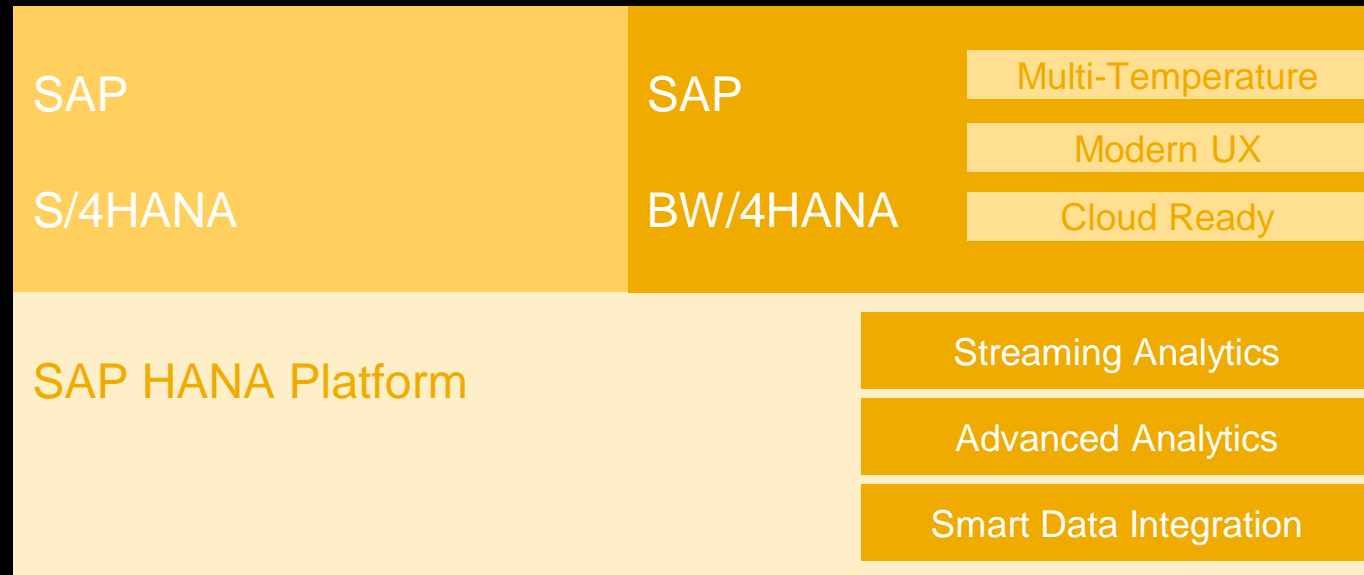 SAP
S/4HANA
SAP
BW/4HANA
Multi-Temperature
Modern UX
Cloud Ready
SAP HANA Platform
Streaming Analytics
Advanced Analytics
Smart Data Integration